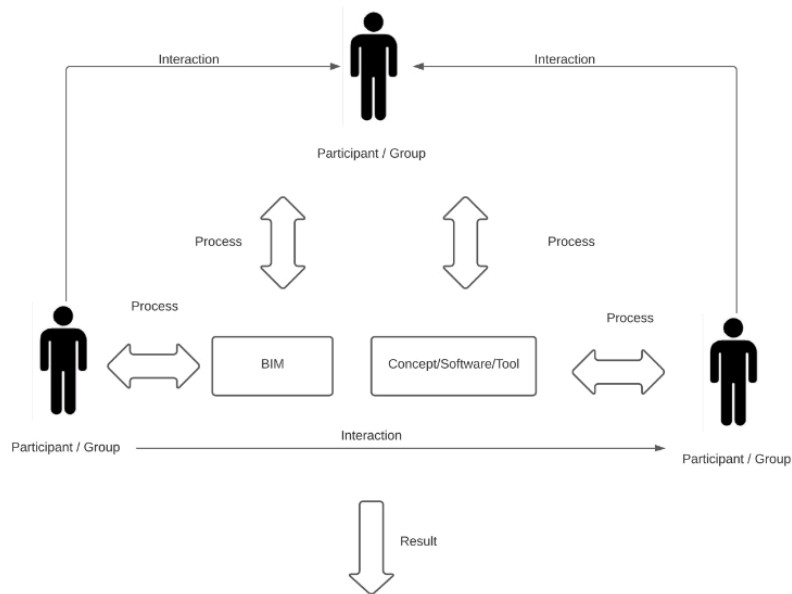 Interaction
Interaction
Participant / Group
Process
Process
Process
Process
BIM
Concept/Software/Tool
Interaction
Participant / Group
Participant / Group
Result